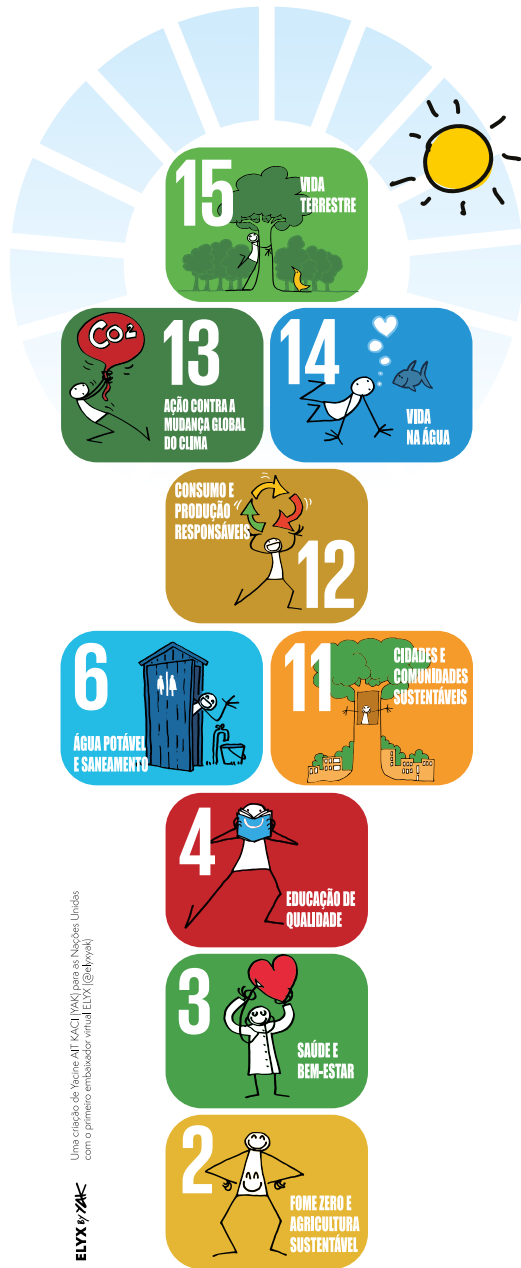 15
VIDA
TERRESTRE
CO2
13
AÇÃO CONTRA A
MUDANÇA GLOBAL
DO CLIMA
14
VIDA
NA ÁGUA
CONSUMO E
PRODUÇÃO
RESPONSÁVEIS
12
6
ÁGUA POTÁVEL
E SANEAMENTO
11
CIDADES E
COMUNIDADES
SUSTENTÁVEIS
4
EDUCAÇÃO DE
QUALIDADE
3
SAÚDE E
BEM-ESTAR
2
FOME ZERO E
AGRICULTURA
SUSTENTÁVEL
ELYX by YAK
Uma criação de Yacine AIT KACI (YAK) para as Nações Unidas
com o primeiro embaixador virtual ELYX (@elyxyak)